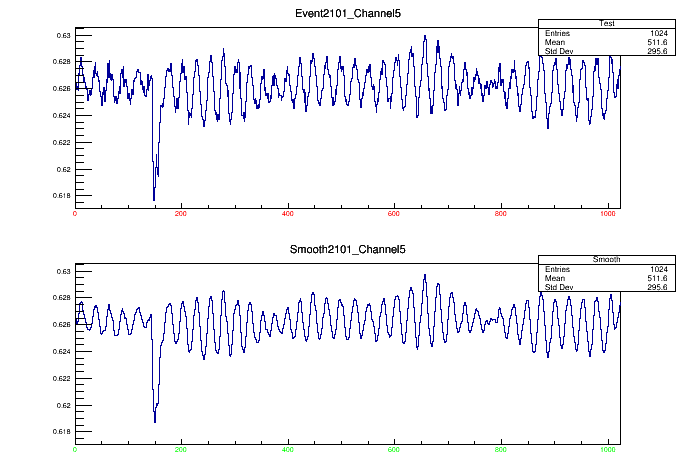 Event2101_Channel5
Test
Entries 1024
Mean 511.6
Std Dev 295.6
0.63
0.628
0.626
0.624
0.622
0.62
0.618
0 200 400 600 800 1000
Smooth2101_Channel5
Smooth
Entries 1024
Mean 511.6
Std Dev 295.6
0.63
0.628
0.626
0.624
0.622
0.62
0.618
0 200 400 600 800 1000